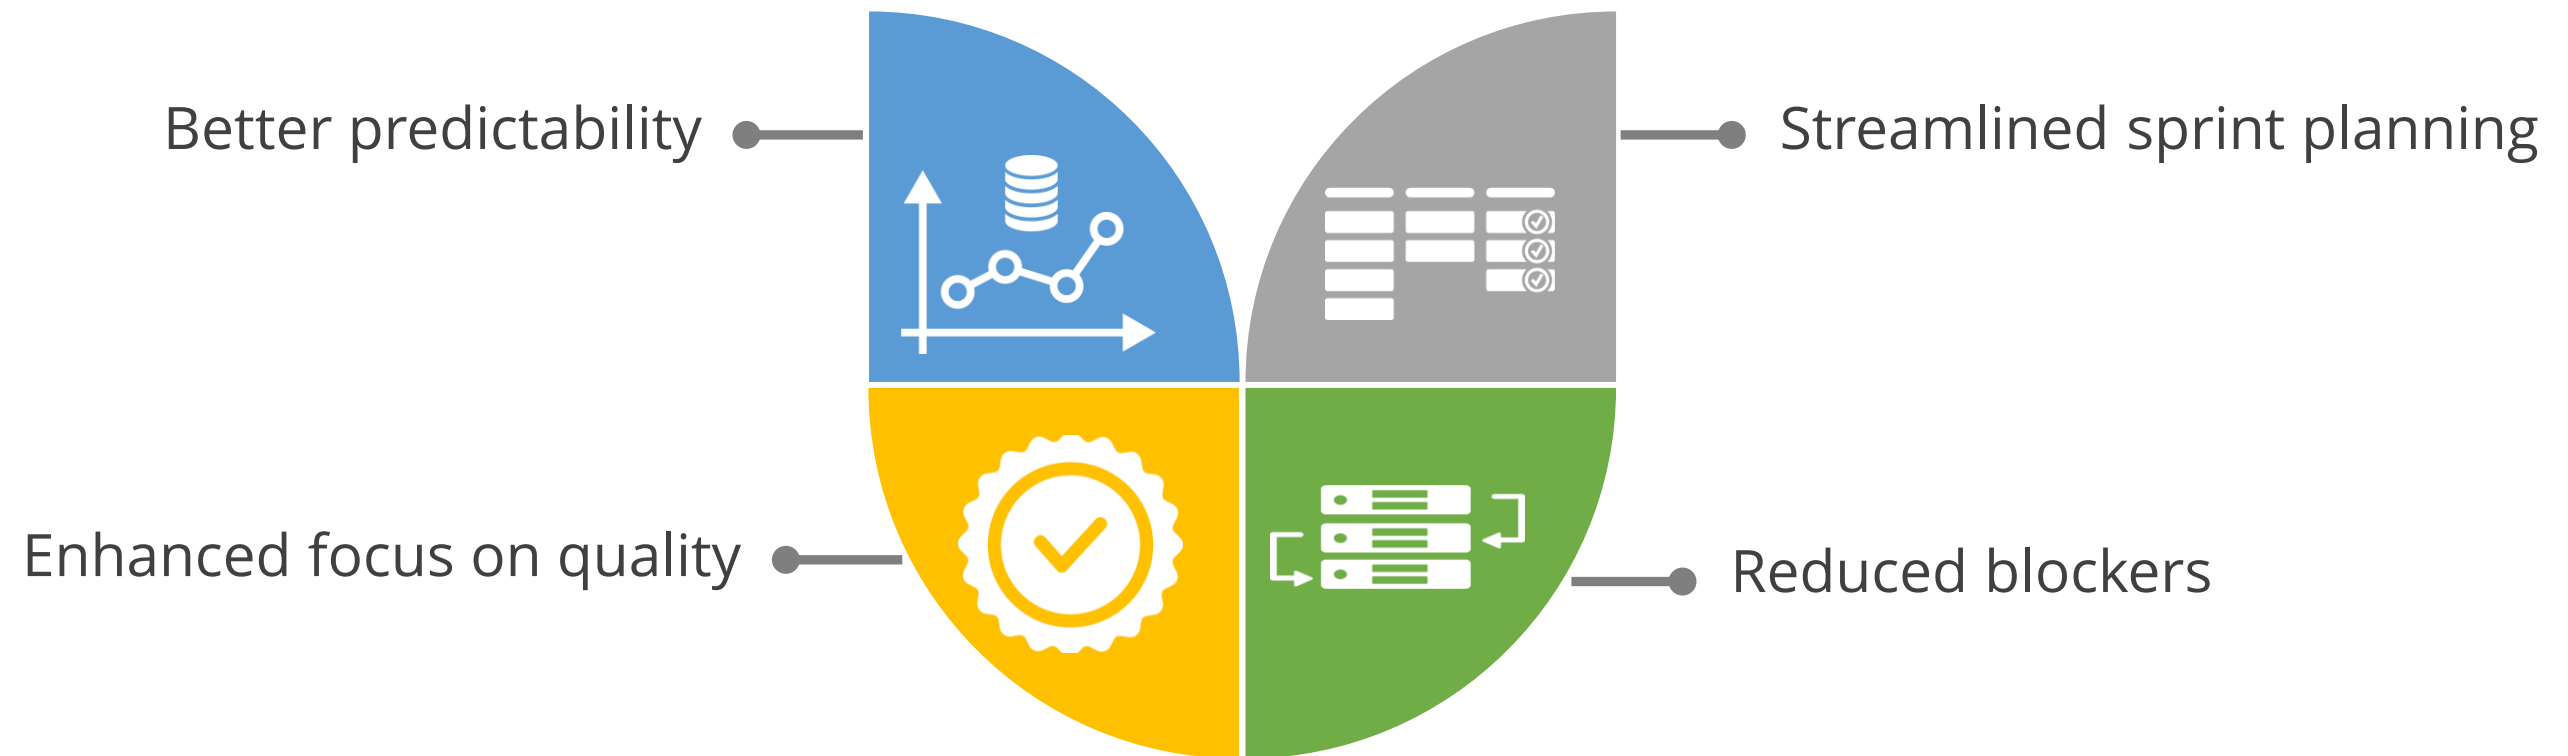 Better predictability
Streamlined sprint planning
Enhanced focus on quality
Reduced blockers